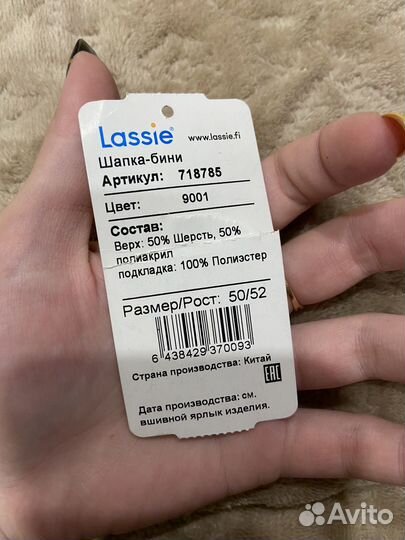 Lassie® www.lassie.fi
Шапка-бини
Артикул: 718785
Цвет: 9001
Состав:
Верх: 50% Шерсть, 50%
полиакрил
подкладка: 100% Полиэстер
Размер/Рост: 50/52
6 438429 370093
Страна производства: Китай
EAC
Дата производства: см.
вшивной ярлык изделия.
Avito